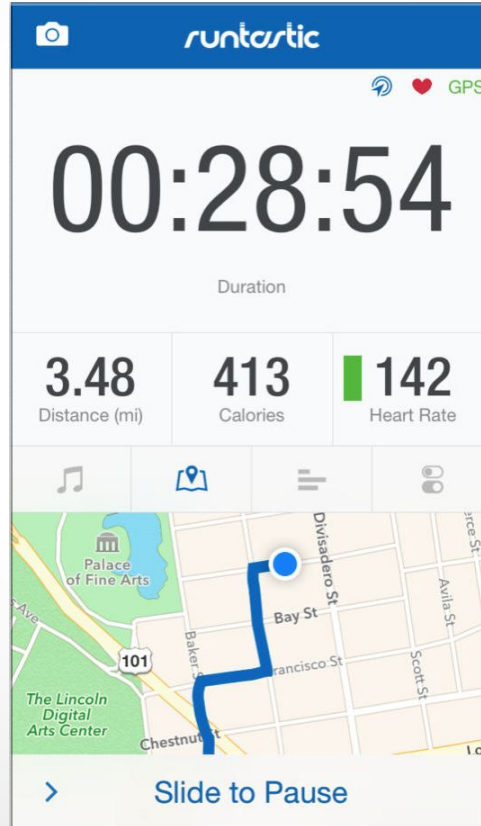 runtastic
GPS
00:28:54
Duration
3.48
Distance (mi)
413
Calories
142
Heart Rate
Palace
of Fine Arts
Divisadero St
Bay St
Avila St
Baker
101
Scott St
The Lincoln
Digital
Arts Center
Chestnut St
Slide to Pause